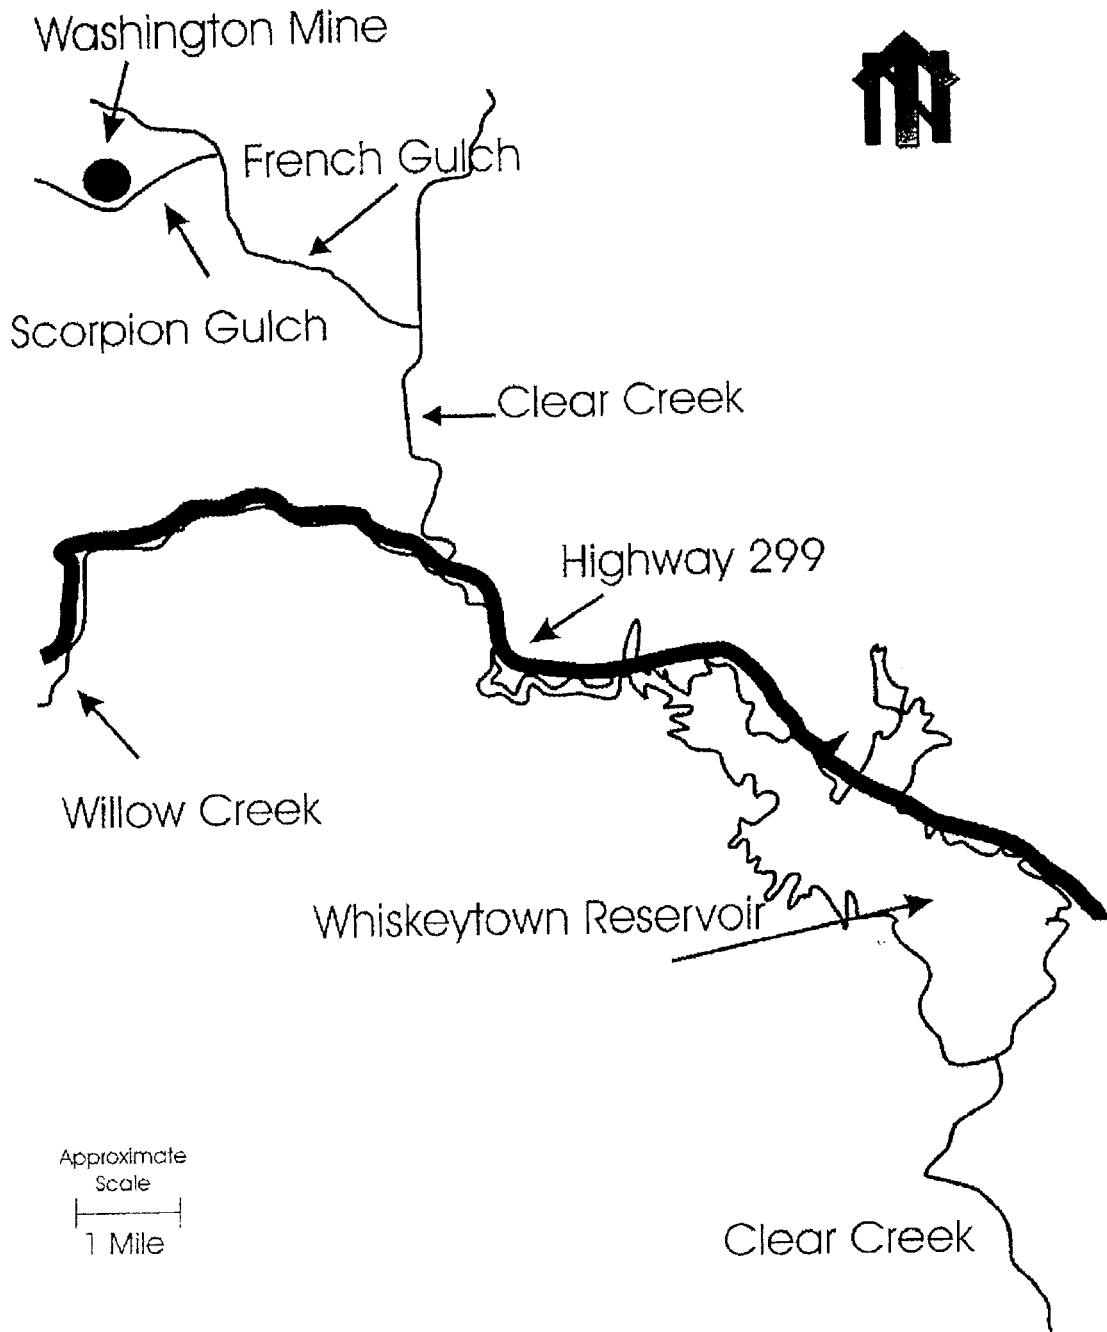 Washington Mine
N
French Gulch
Scorpion Gulch
Clear Creek
Highway 299
Willow Creek
Whiskeytown Reservoir
Approximate
Scale
1 Mile
Clear Creek